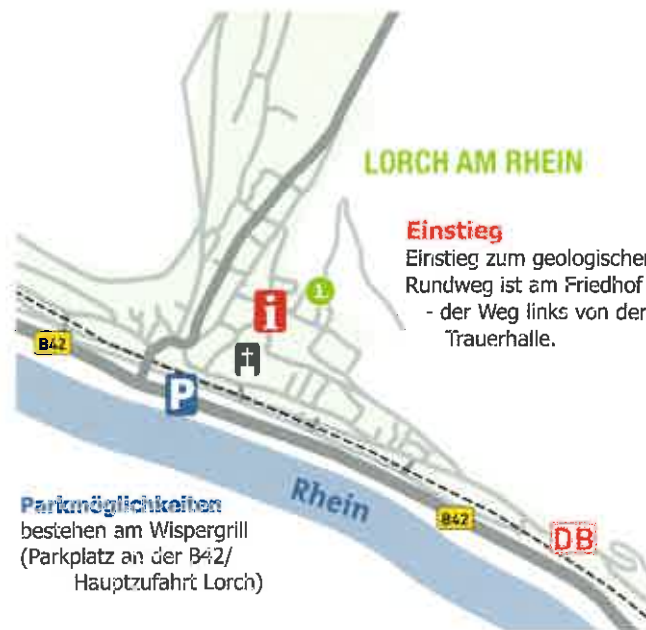 LORCH AM RHEIN
Einstieg
Einstieg zum geologischen
Rundweg ist am Friedhof
- der Weg links von der
Trauerhalle.
i
1
B42
P
Parkmöglichkeiten
bestehen am Wispergrill
(Parkplatz an der B42/
Hauptzufahrt Lorch)
Rhein
B42
DB